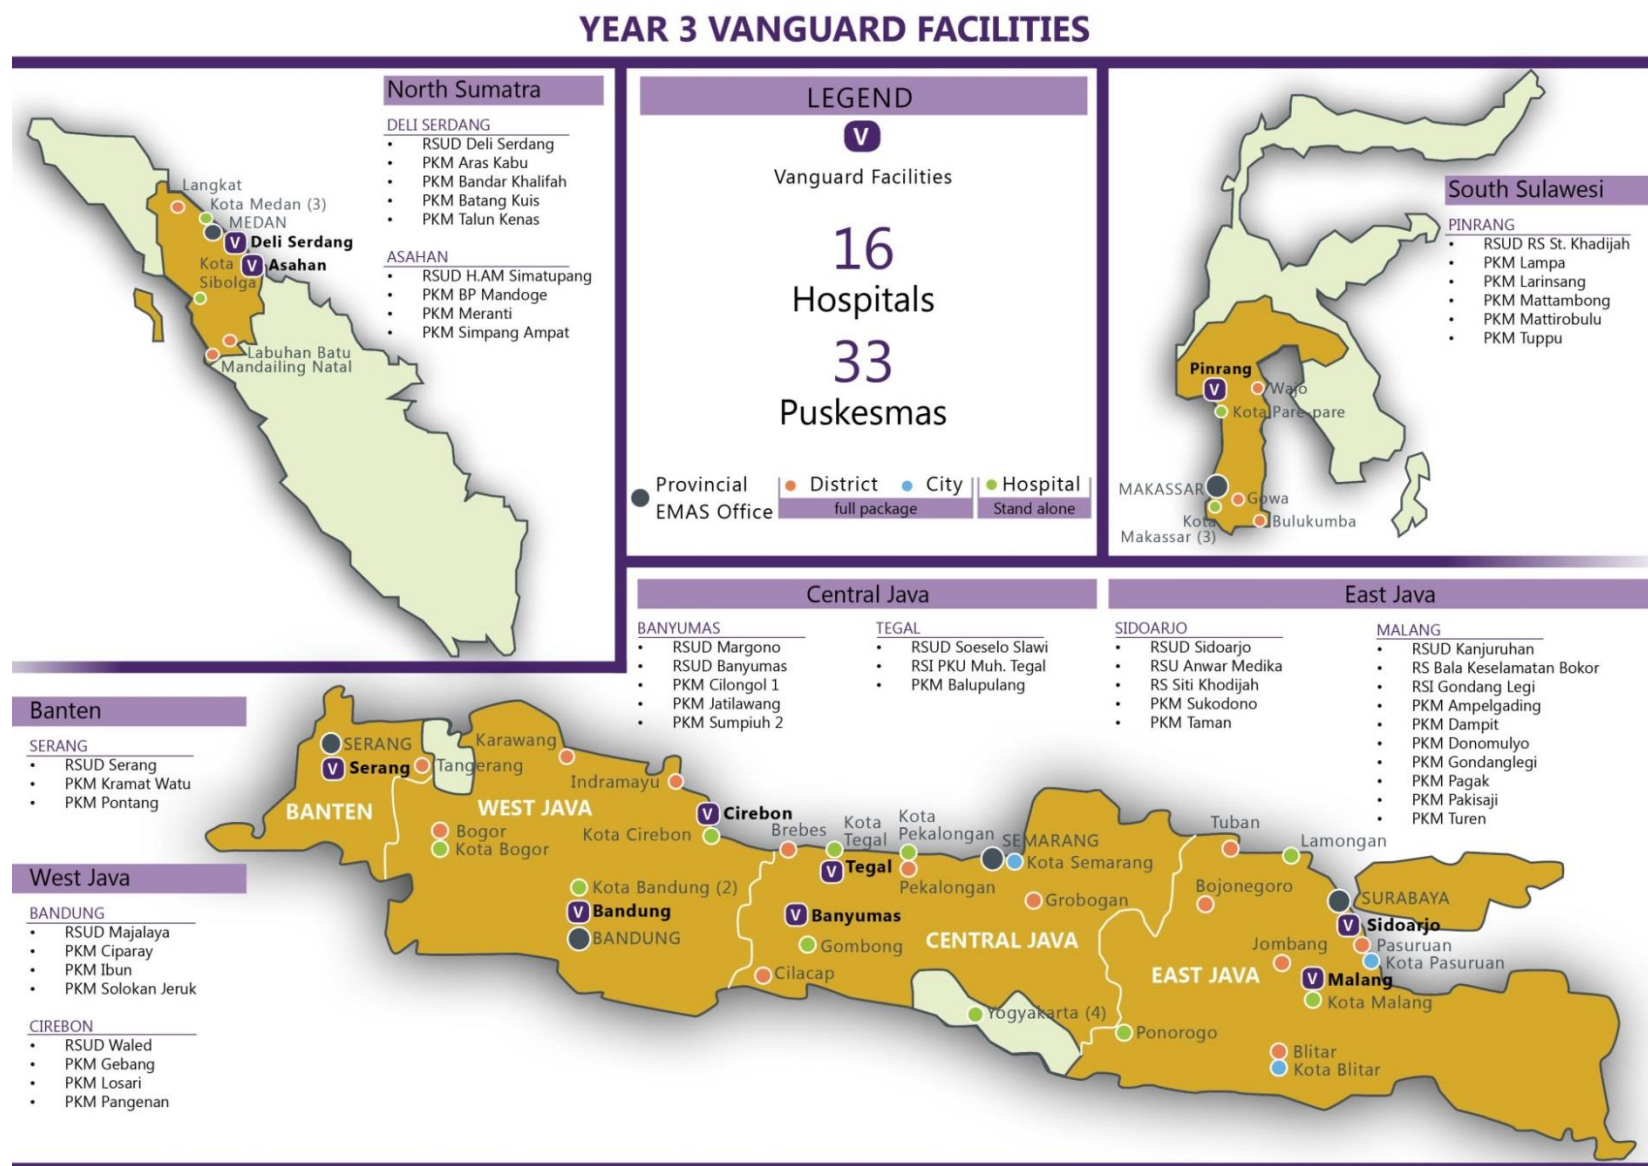 YEAR 3 VANGUARD FACILITIES
North Sumatra
DELI SERDANG
• RSUD Deli Serdang
• PKM Aras Kabu
• PKM Bandar Khalifah
• PKM Batang Kuis
• PKM Talun Kenas
ASAHAN
• RSUD H.AM Simatupang
• PKM BP Mandoge
• PKM Meranti
• PKM Simpang Ampat
Langkat
Kota Medan (3)
MEDAN
V Deli Serdang
V Asahan
Kota
Sibolga
Labuhan Batu
Mandailing Natal
LEGEND
V
Vanguard Facilities
16
Hospitals
33
Puskesmas
Provincial
EMAS Office
District
City
full package
Hospital
Stand alone
South Sulawesi
PINRANG
• RSUD RS St. Khadijah
• PKM Lampa
• PKM Larinsang
• PKM Mattambong
• PKM Mattirobulu
• PKM Tuppu
Pinrang
V
Wajo
Kota Pare-pare
MAKASSAR
Gowa
Kota
Makassar (3)
Bulukumba
Central Java
BANYUMAS
• RSUD Margono
• RSUD Banyumas
• PKM Cilongol 1
• PKM Jatilawang
• PKM Sumpiuh 2
TEGAL
• RSUD Soeselo Slawi
• RSI PKU Muh. Tegal
• PKM Balupulang
East Java
SIDOARJO
• RSUD Sidoarjo
• RSU Anwar Medika
• RS Siti Khodijah
• PKM Sukodono
• PKM Taman
MALANG
• RSUD Kanjuruhan
• RS Bala Keselamatan Bokor
• RSI Gondang Legi
• PKM Ampelgading
• PKM Dampit
• PKM Donomulyo
• PKM Gondanglegi
• PKM Pagak
• PKM Pakisaji
• PKM Turen
Banten
SERANG
• RSUD Serang
• PKM Kramat Watu
• PKM Pontang
West Java
BANDUNG
• RSUD Majalaya
• PKM Ciparay
• PKM Ibun
• PKM Solokan Jeruk
CIREBON
• RSUD Waled
• PKM Gebang
• PKM Losari
• PKM Pangenan
SERANG
V Serang
Tangerang
BANTEN
Karawang
Indramayu
WEST JAVA
V Cirebon
Kota Cirebon
Bogor
Kota Bogor
Kota Bandung (2)
V Bandung
BANDUNG
Brebes
Kota
Tegal
V Tegal
Kota
Pekalongan
Pekalongan
SEMARANG
Kota Semarang
Grobogan
V Banyumas
Gombong
Cilacap
CENTRAL JAVA
Yogyakarta (4)
Tuban
Lamongan
Bojonegoro
SURABAYA
V Sidoarjo
Pasuruan
Kota Pasuruan
Jombang
EAST JAVA
V Malang
Kota Malang
Ponorogo
Blitar
Kota Blitar